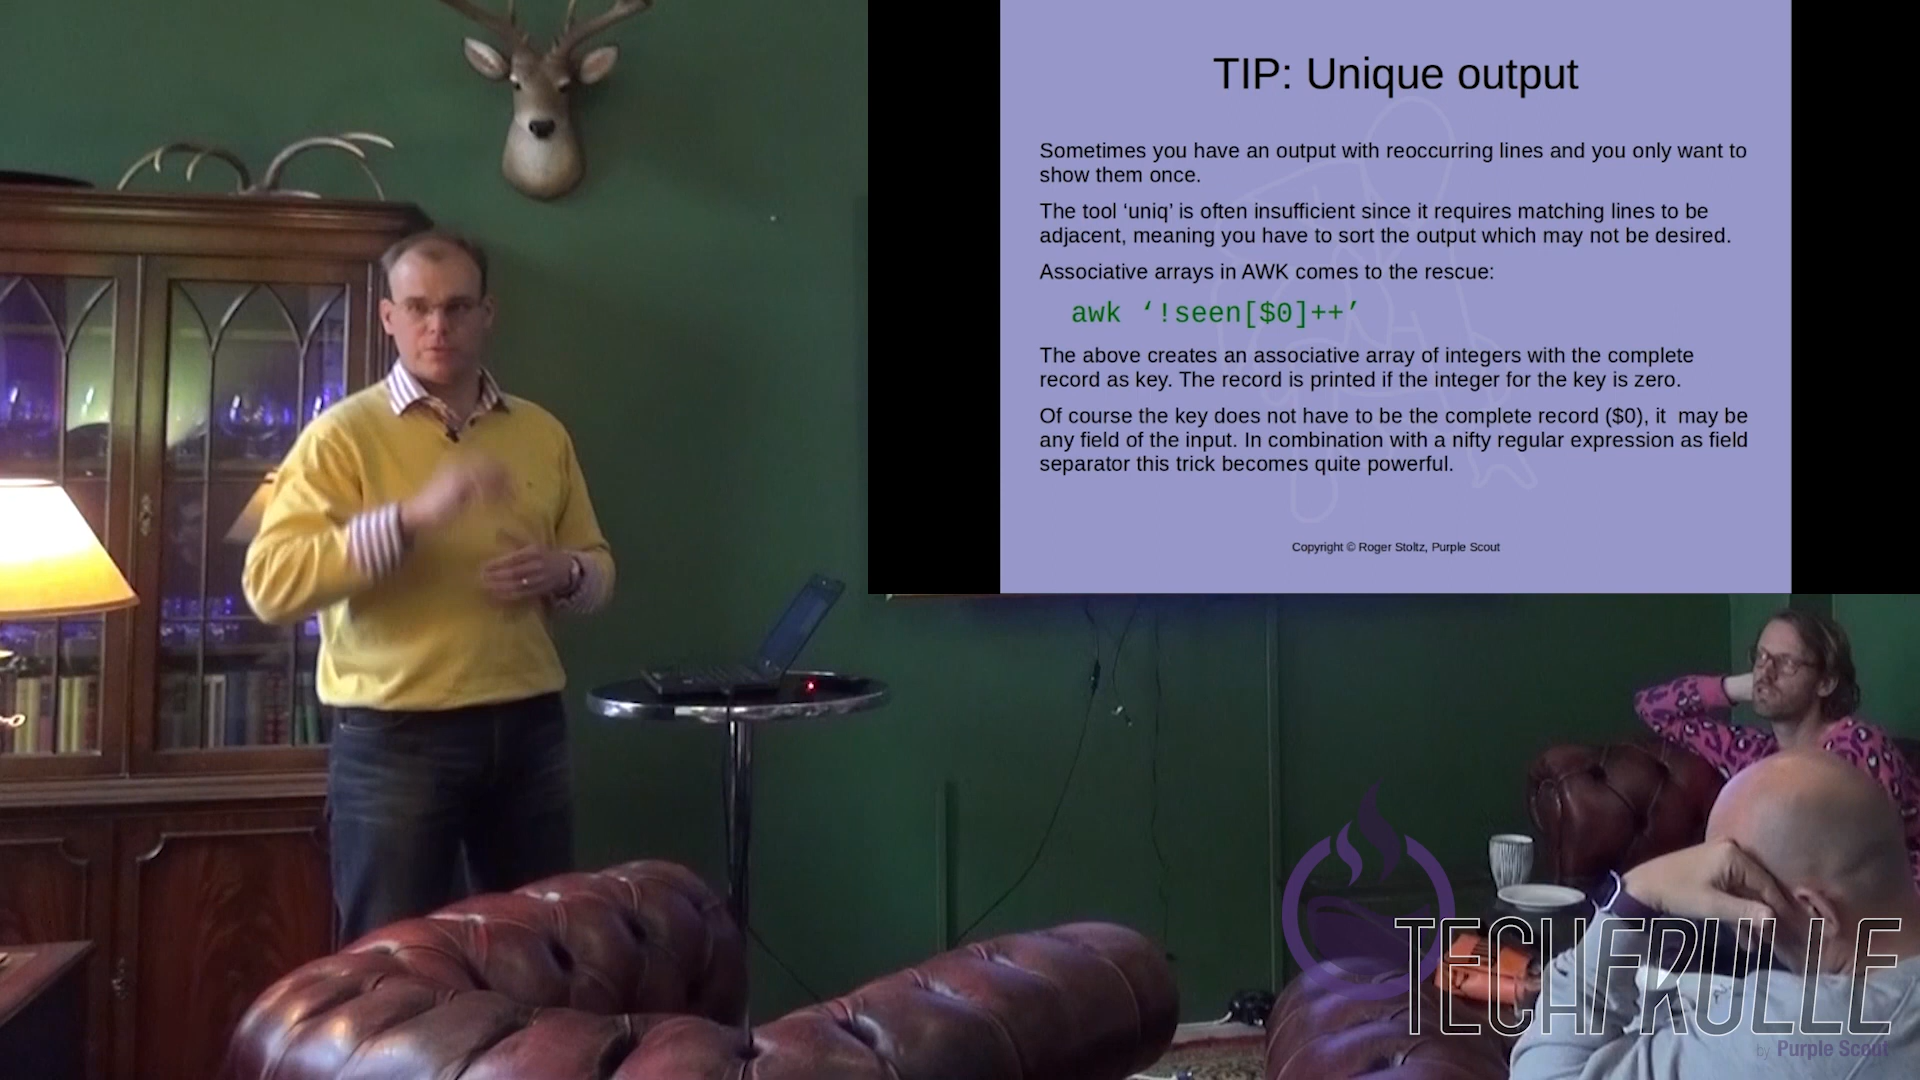 TIP: Unique output
Sometimes you have an output with reoccurring lines and you only want to
show them once.
The tool ‘uniq’ is often insufficient since it requires matching lines to be
adjacent, meaning you have to sort the output which may not be desired.
Associative arrays in AWK comes to the rescue:
awk ‘!seen[$0]++’
The above creates an associative array of integers with the complete
record as key. The record is printed if the integer for the key is zero.
Of course the key does not have to be the complete record ($0), it  may be
any field of the input. In combination with a nifty regular expression as field
separator this trick becomes quite powerful.
Copyright © Roger Stoltz, Purple Scout
TECHFRULLE
by Purple Scout